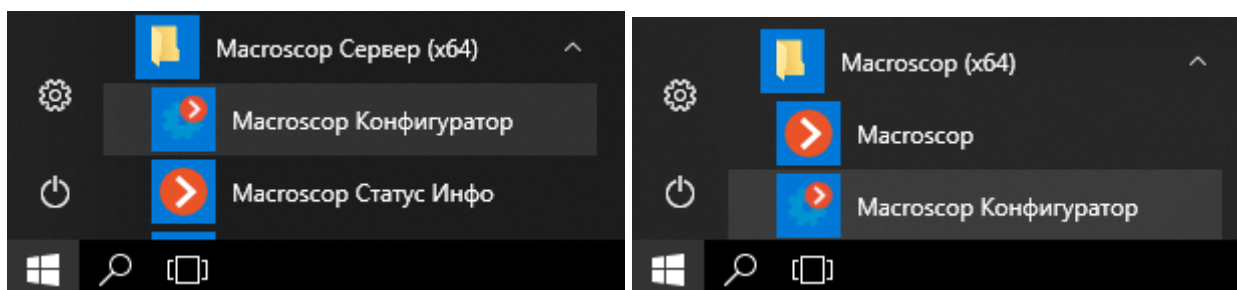 Macroscop Сервер (x64)
Macroscop Конфигуратор
Macroscop Статус Инфо
Macroscop (x64)
Macroscop
Macroscop Конфигуратор